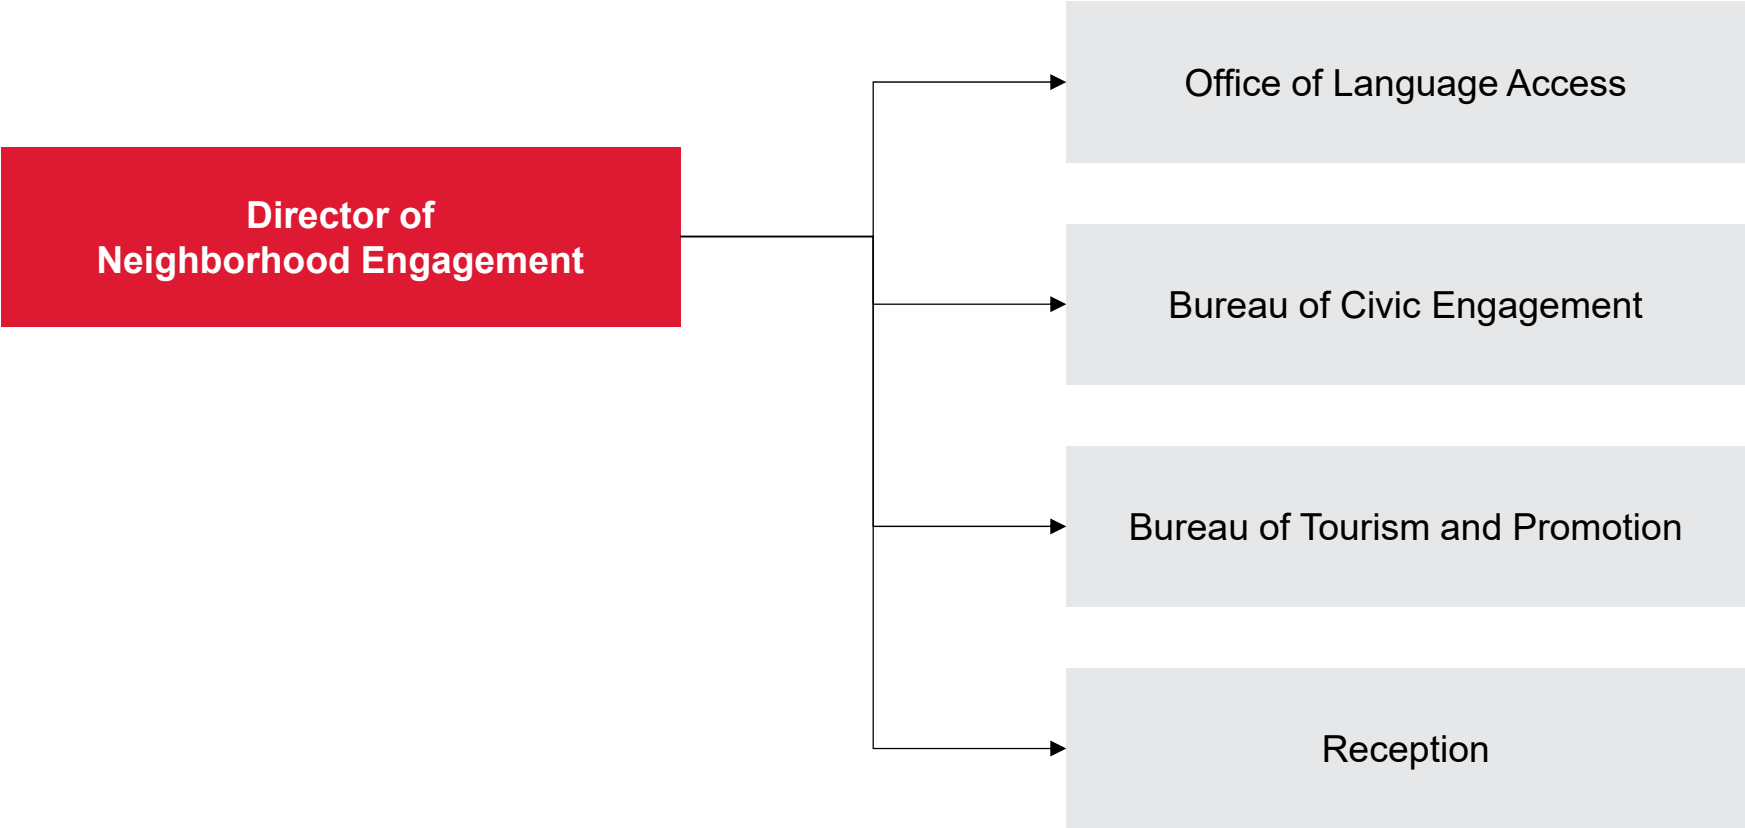 Director of
Neighborhood Engagement
Office of Language Access
Bureau of Civic Engagement
Bureau of Tourism and Promotion
Reception